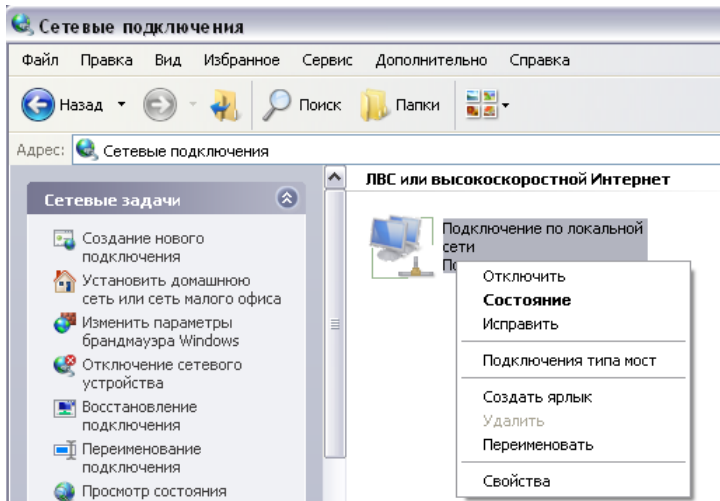 Сетевые подключения
Файл Правка Вид Избранное Сервис Дополнительно Справка
Назад Поиск Папки
Адрес: Сетевые подключения
Сетевые задачи
Создание нового
подключения
Установить домашнюю
сеть или сеть малого офиса
Изменить параметры
брандмауэра Windows
Отключение сетевого
устройства
Восстановление
подключения
Переименование
подключения
Просмотр состояния
ЛВС или высокоскоростной Интернет
Подключение по локальной
сети
Отключить
Состояние
Исправить
Подключения типа мост
Создать ярлык
Удалить
Переименовать
Свойства